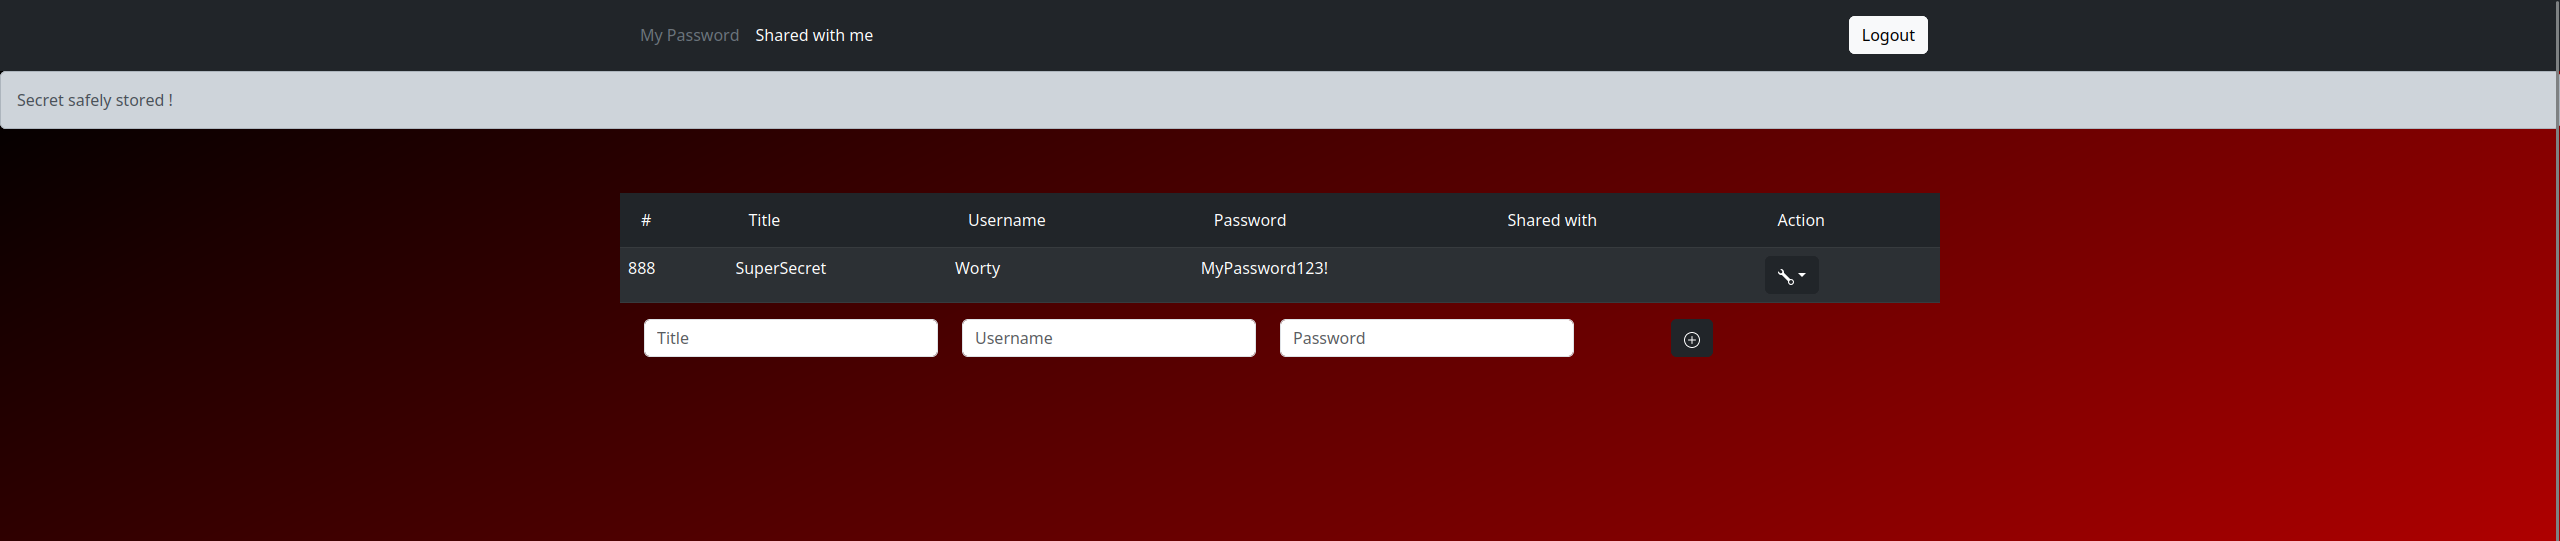 My Password Shared with me Logout
Secret safely stored !
# Title Username Password Shared with Action
888 SuperSecret Worty MyPassword123!
Title Username Password